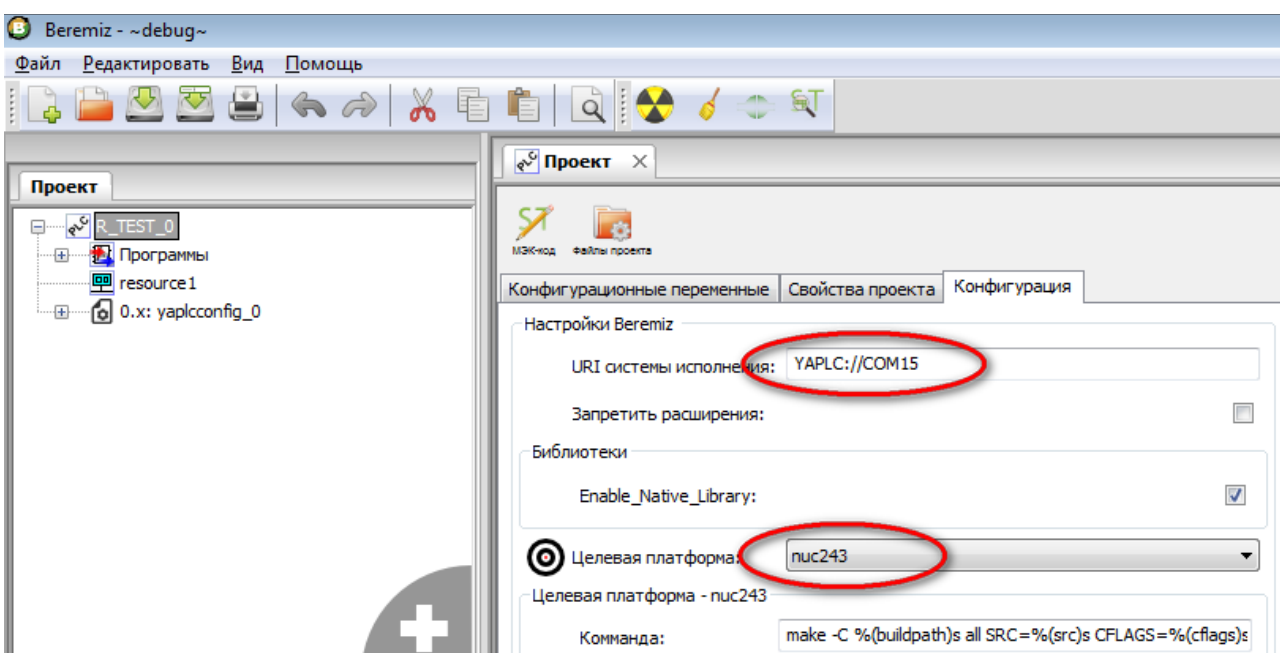 Beremiz - ~debug~
Файл Редактировать Вид Помощь
Проект
R_TEST_0
Программы
resource1
0.x: yaplcconfig_0
Проект
МЭК-код Файлы проекта
Конфигурационные переменные Свойства проекта Конфигурация
Настройки Beremiz
URI системы исполнения: YAPLC://COM15
Запретить расширения:
Библиотеки
Enable_Native_Library:
Целевая платформа: nuc243
Целевая платформа - nuc243
Комманда: make -C %(buildpath)s all SRC=%(src)s CFLAGS=%(cflags)s